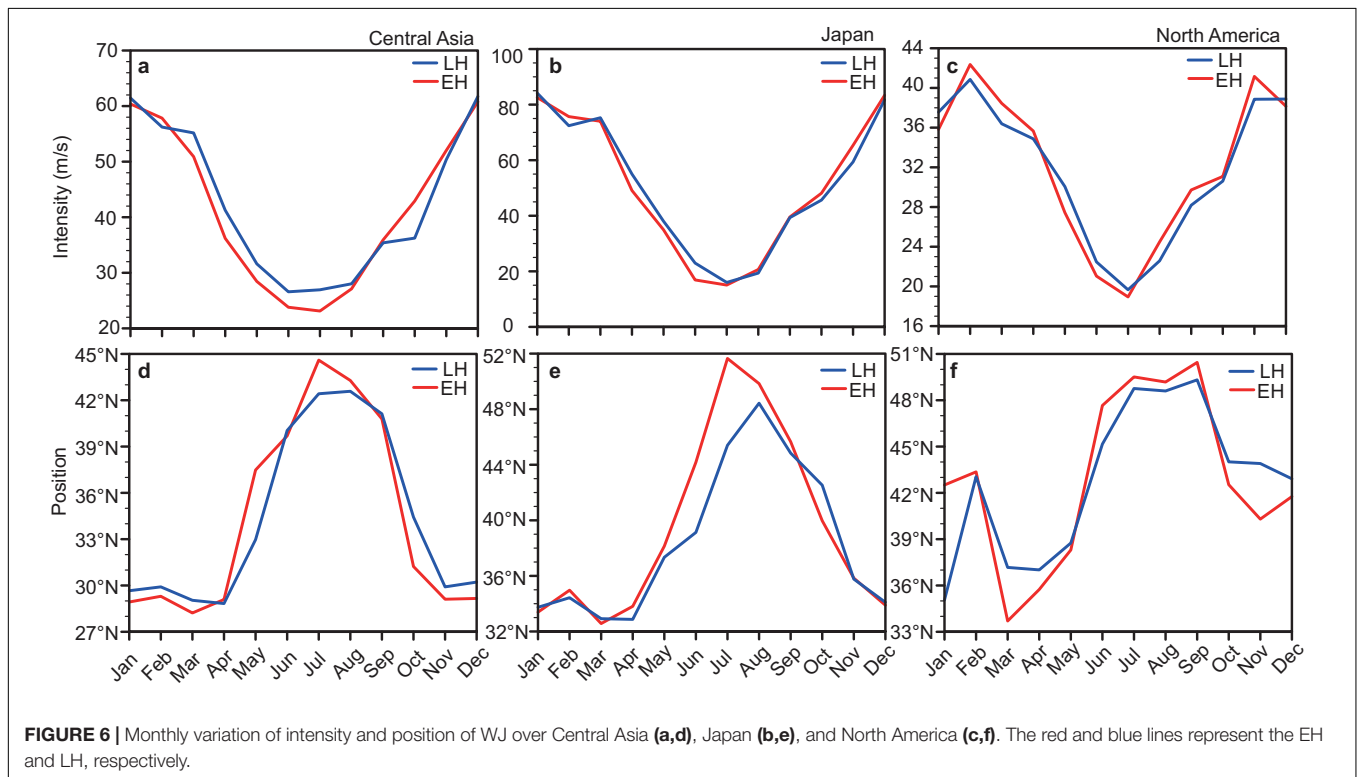 Central Asia
Japan
North America
a
LH
EH
b
LH
EH
c
LH
EH
Intensity (m/s)
70
60
50
40
30
20
100
80
60
40
20
0
44
40
36
32
28
24
20
16
d
LH
EH
e
LH
EH
f
LH
EH
Position
45°N
42°N
39°N
36°N
33°N
30°N
27°N
52°N
48°N
44°N
40°N
36°N
32°N
51°N
48°N
45°N
42°N
39°N
36°N
33°N
Jan Feb Mar Apr May Jun Jul Aug Sep Oct Nov Dec
Jan Feb Mar Apr May Jun Jul Aug Sep Oct Nov Dec
Jan Feb Mar Apr May Jun Jul Aug Sep Oct Nov Dec
FIGURE 6 | Monthly variation of intensity and position of WJ over Central Asia (a,d), Japan (b,e), and North America (c,f). The red and blue lines represent the EH
and LH, respectively.